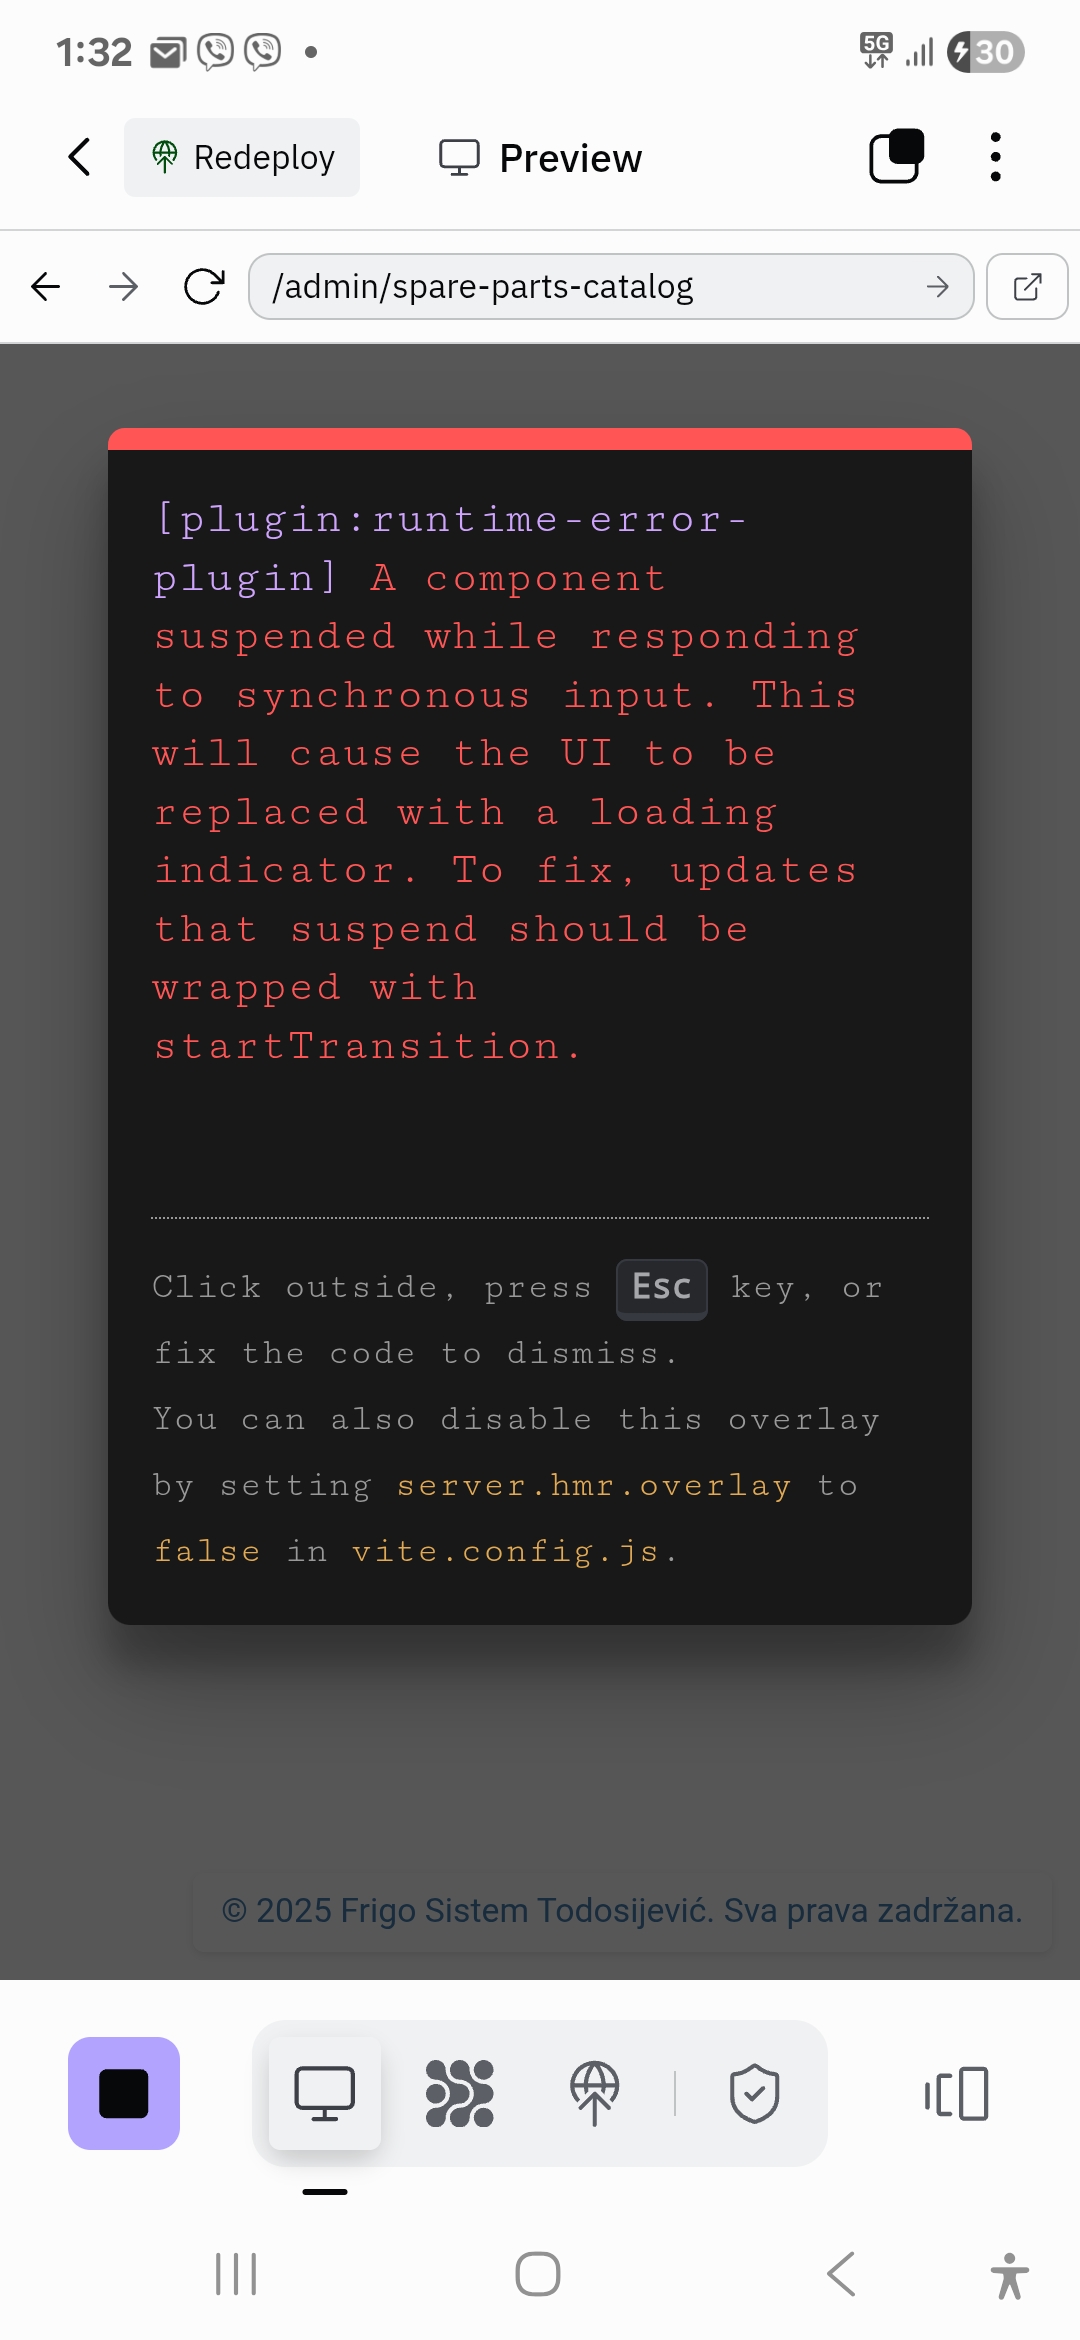 1:32
5G
30
Redeploy
Preview
/admin/spare-parts-catalog
[plugin:runtime-error-
plugin] A component
suspended while responding
to synchronous input. This
will cause the UI to be
replaced with a loading
indicator. To fix, updates
that suspend should be
wrapped with
startTransition.
Click outside, press Esc key, or
fix the code to dismiss.
You can also disable this overlay
by setting server.hmr.overlay to
false in vite.config.js.
© 2025 Frigo Sistem Todosijević. Sva prava zadržana.